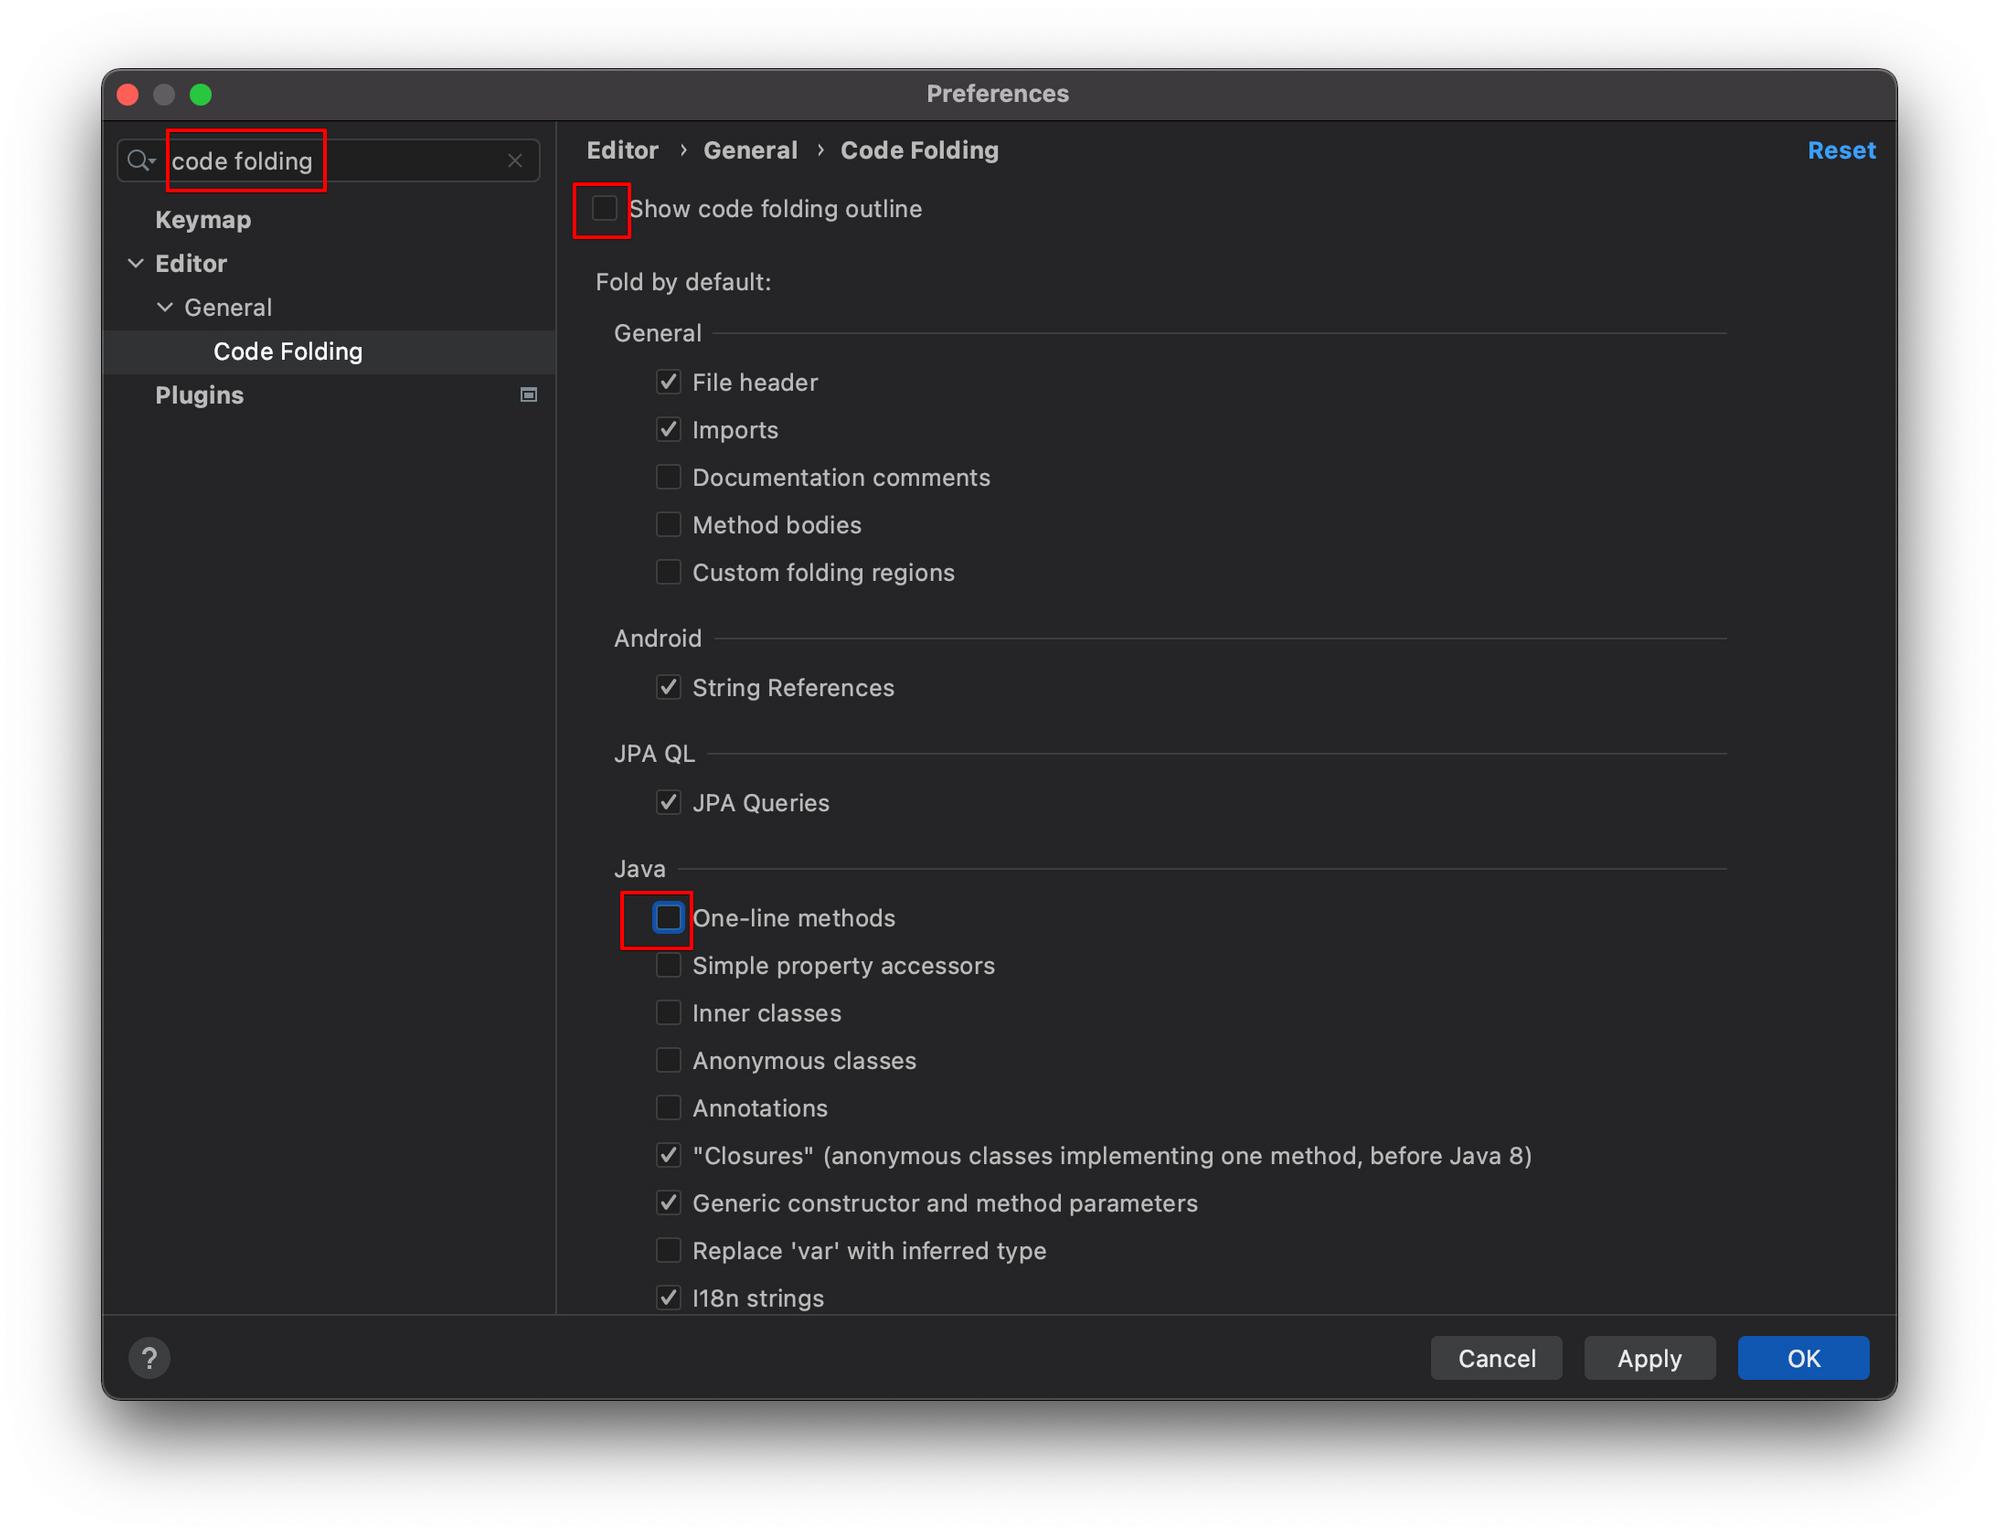 Preferences
code folding
Keymap
Editor
General
Code Folding
Plugins
Editor › General › Code Folding
Reset
Show code folding outline
Fold by default:
General
File header
Imports
Documentation comments
Method bodies
Custom folding regions
Android
String References
JPA QL
JPA Queries
Java
One-line methods
Simple property accessors
Inner classes
Anonymous classes
Annotations
"Closures" (anonymous classes implementing one method, before Java 8)
Generic constructor and method parameters
Replace 'var' with inferred type
I18n strings
?
Cancel
Apply
OK